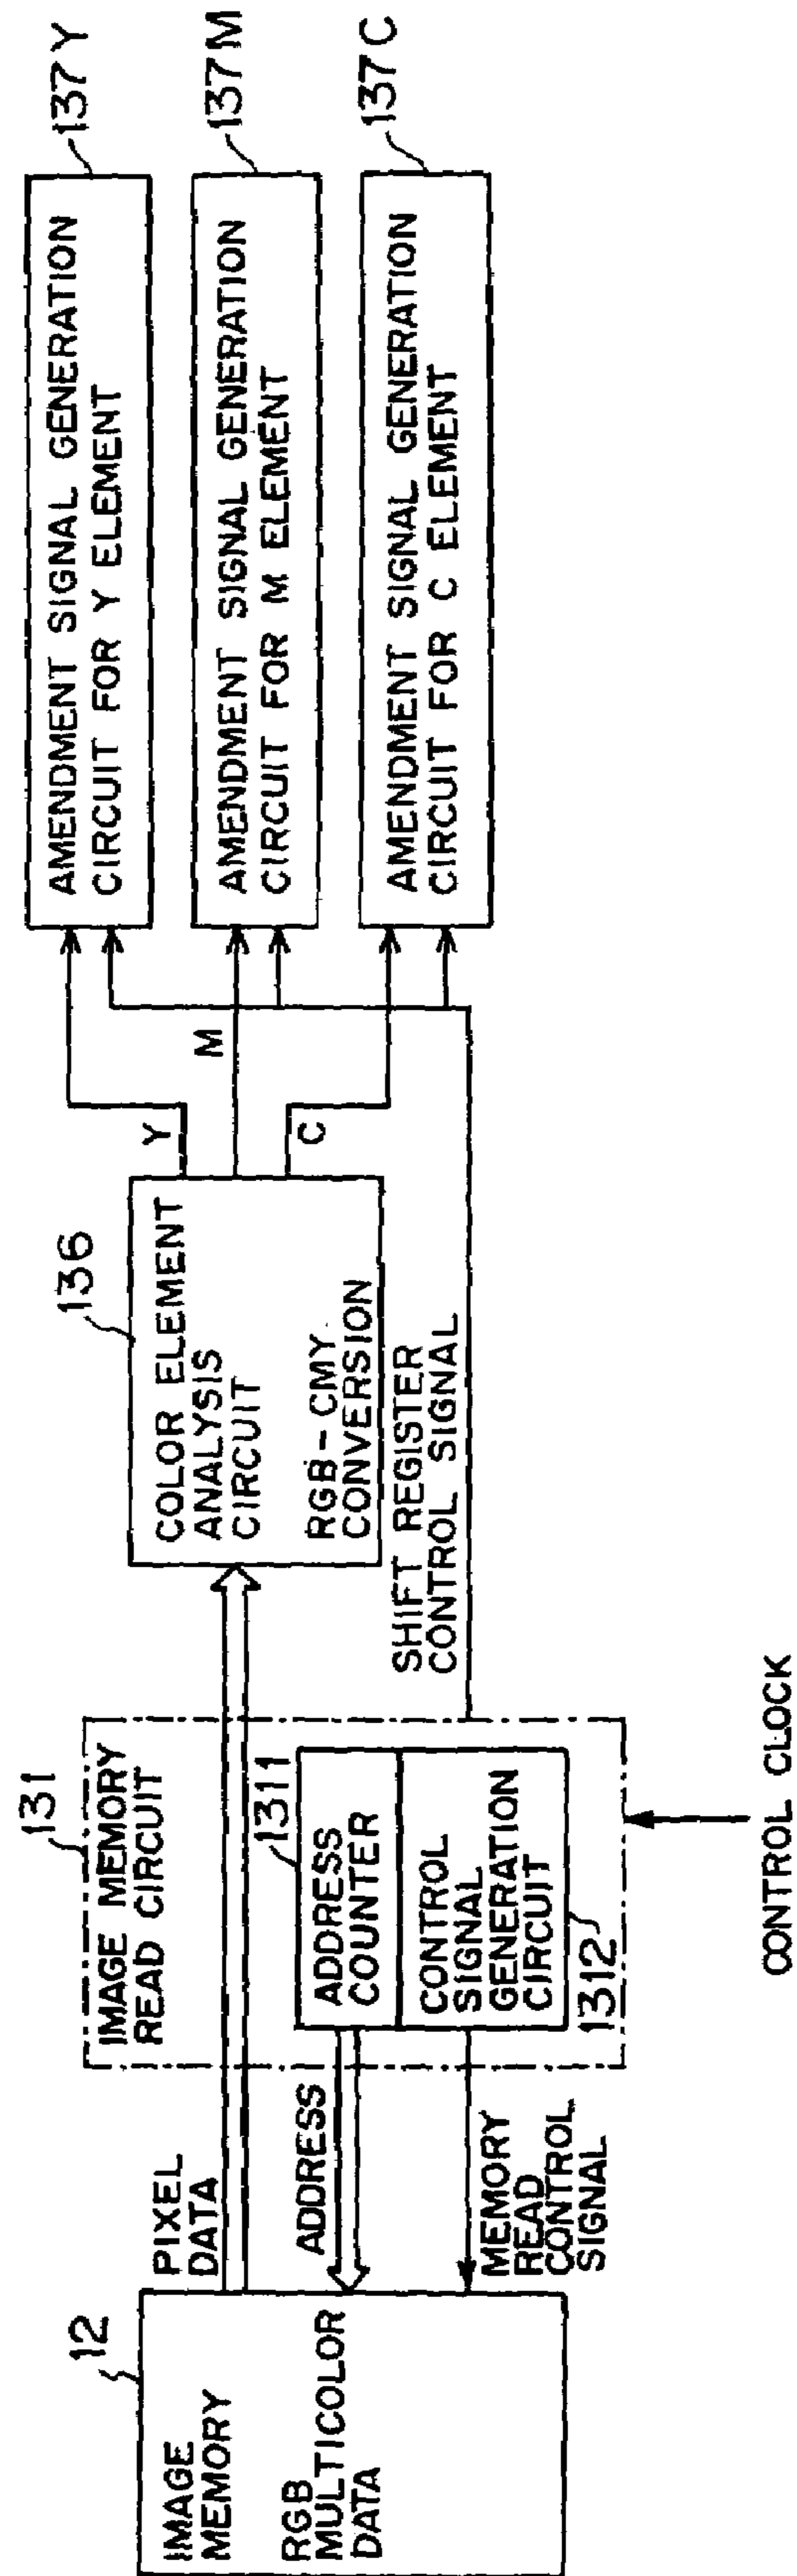 12
IMAGE
MEMORY
RGB
MULTICOLOR
DATA
PIXEL
DATA
ADDRESS
MEMORY
READ
CONTROL
SIGNAL
131
IMAGE MEMORY
READ CIRCUIT
1311
ADDRESS
COUNTER
CONTROL
SIGNAL
GENERATION
CIRCUIT
1312
CONTROL CLOCK
SHIFT REGISTER
CONTROL SIGNAL
136
COLOR ELEMENT
ANALYSIS
CIRCUIT
RGB-CMY
CONVERSION
Y
M
C
AMENDMENT SIGNAL GENERATION
CIRCUIT FOR Y ELEMENT
137Y
AMENDMENT SIGNAL GENERATION
CIRCUIT FOR M ELEMENT
137M
AMENDMENT SIGNAL GENERATION
CIRCUIT FOR C ELEMENT
137C